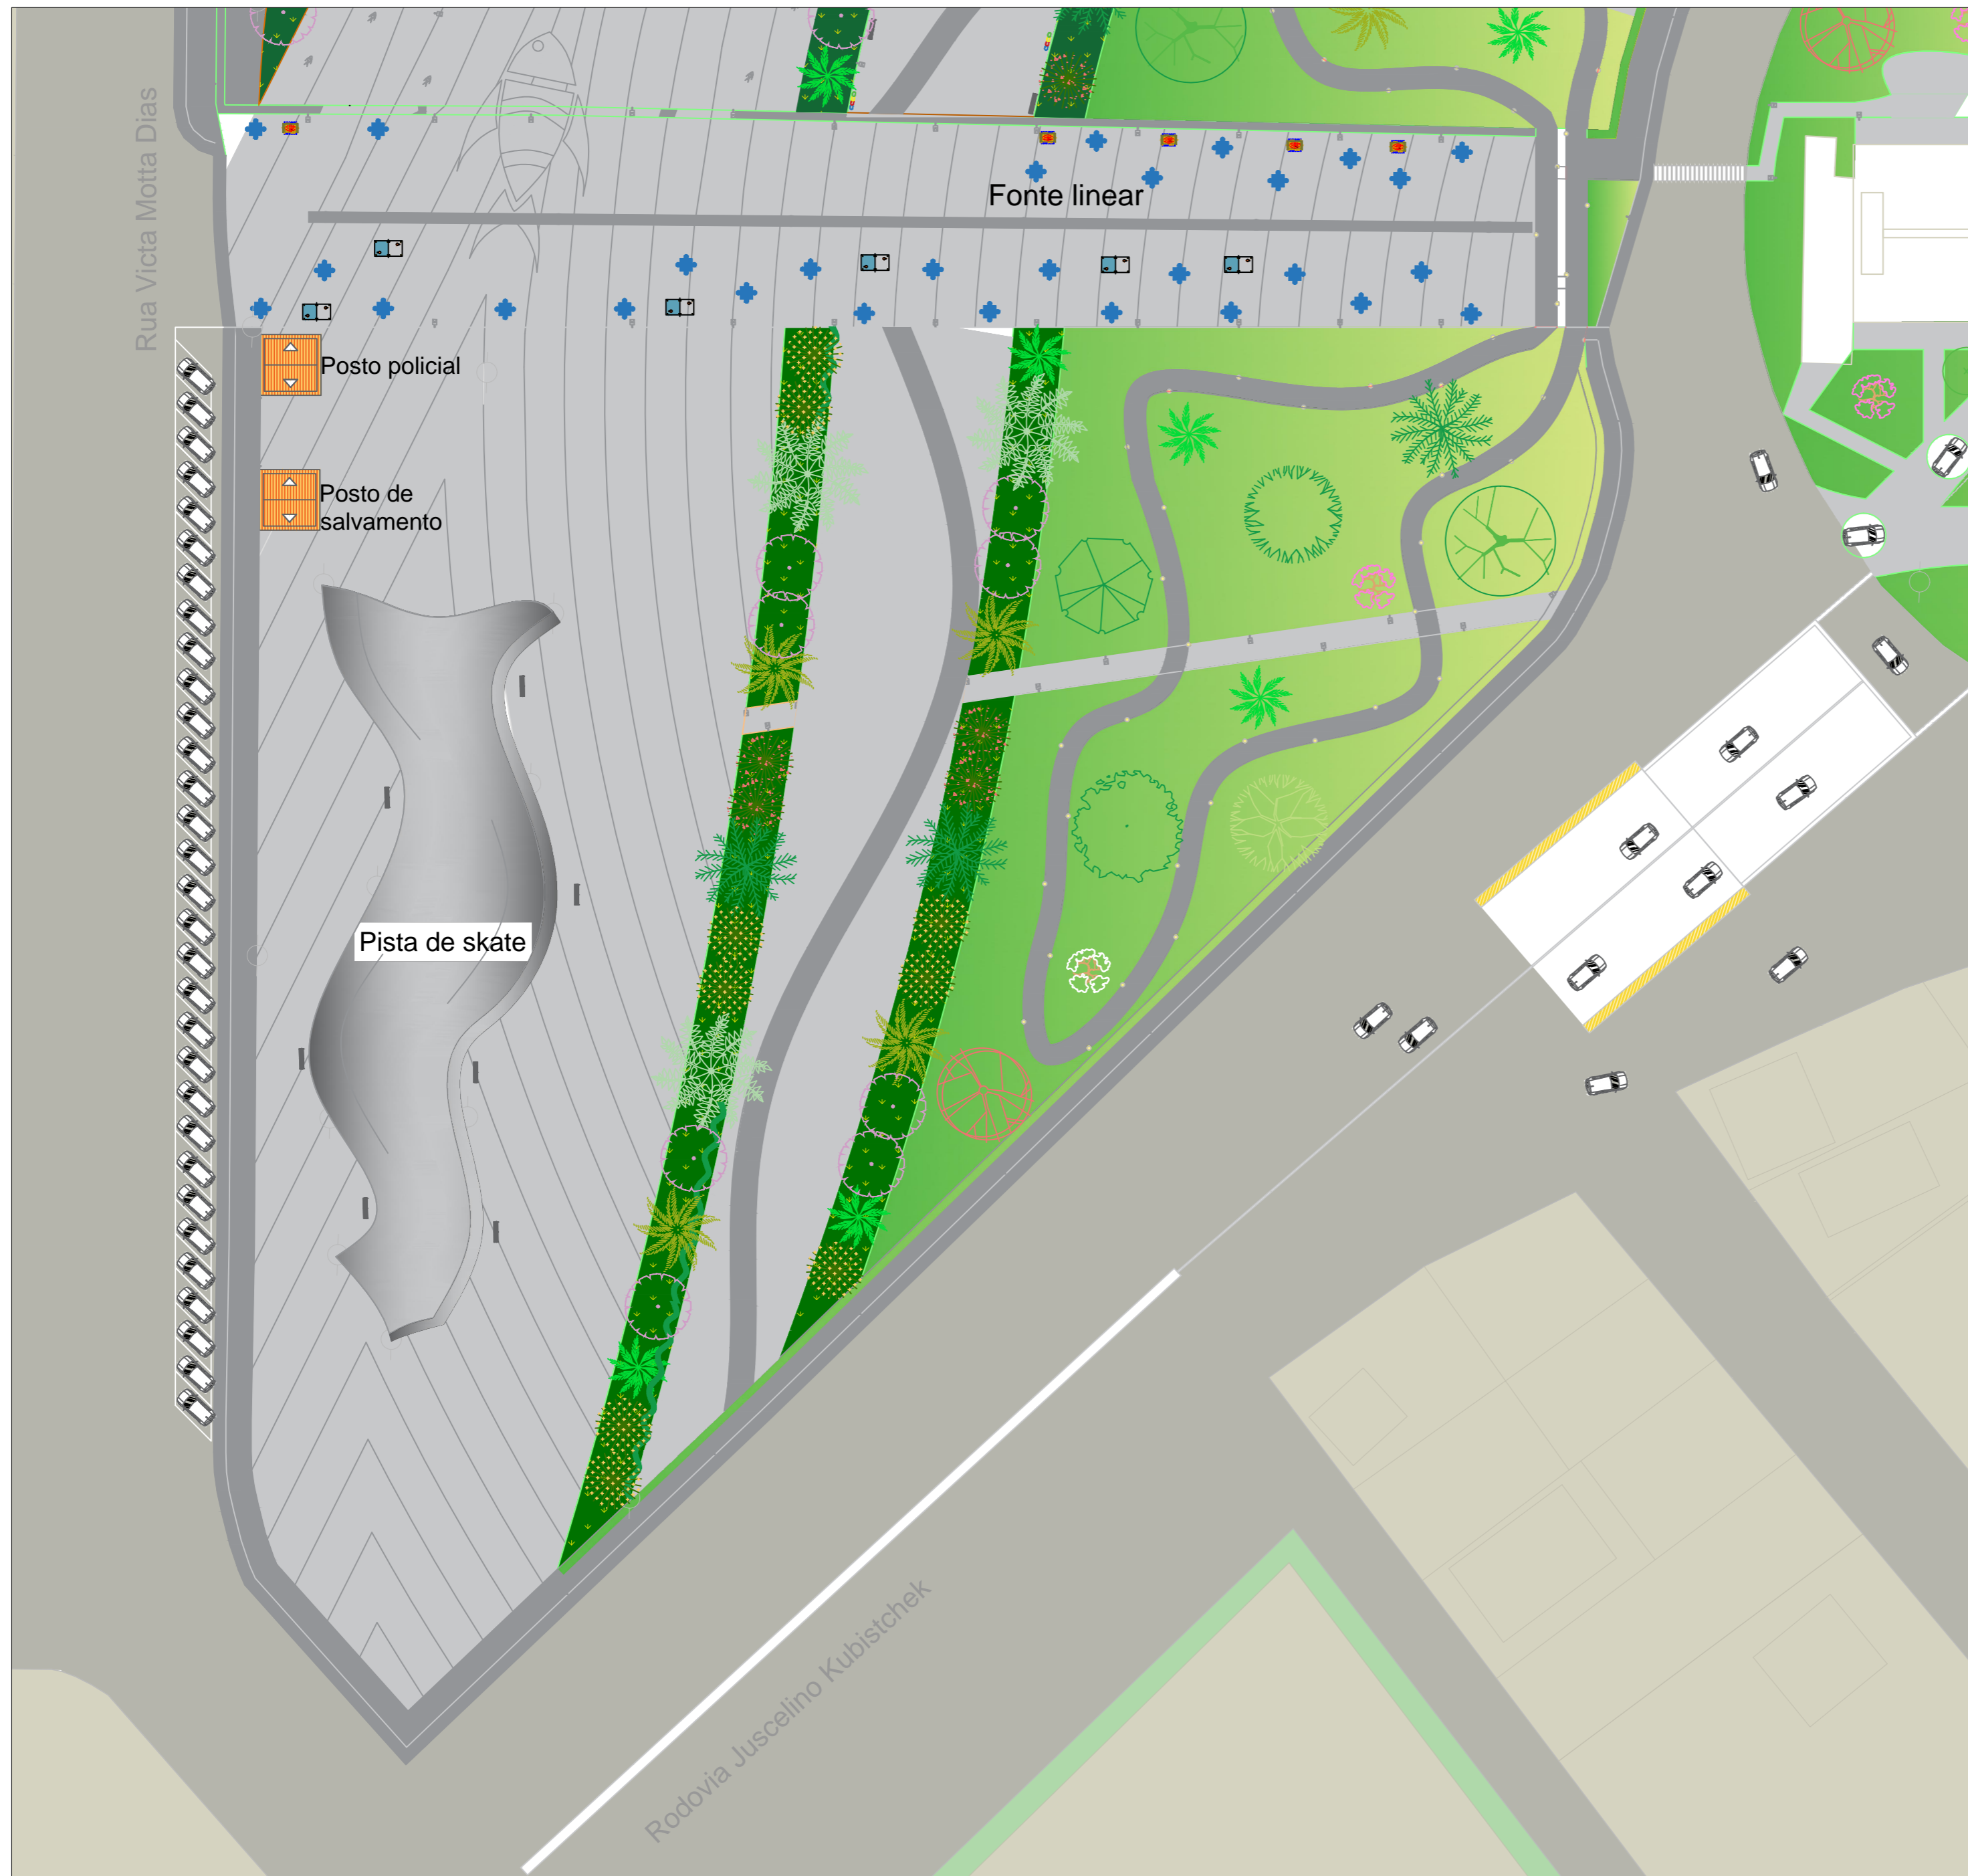 Rua Victa Motta Dias
Fonte linear
Posto policial
Posto de
salvamento
Pista de skate
Rodovia Juscelino Kubistchek